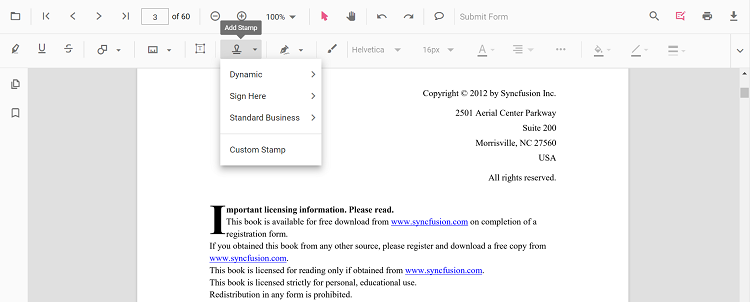 3 of 60 100% Submit Form
Add Stamp
Helvetica 16px
Dynamic
Sign Here
Standard Business
Custom Stamp
Copyright © 2012 by Syncfusion Inc.
2501 Aerial Center Parkway
Suite 200
Morrisville, NC 27560
USA
All rights reserved.
Important licensing information. Please read.
This book is available for free download from www.syncfusion.com on completion of a
registration form.
If you obtained this book from any other source, please register and download a free copy from
www.syncfusion.com.
This book is licensed for reading only if obtained from www.syncfusion.com.
This book is licensed strictly for personal, educational use.
Redistribution in any form is prohibited.